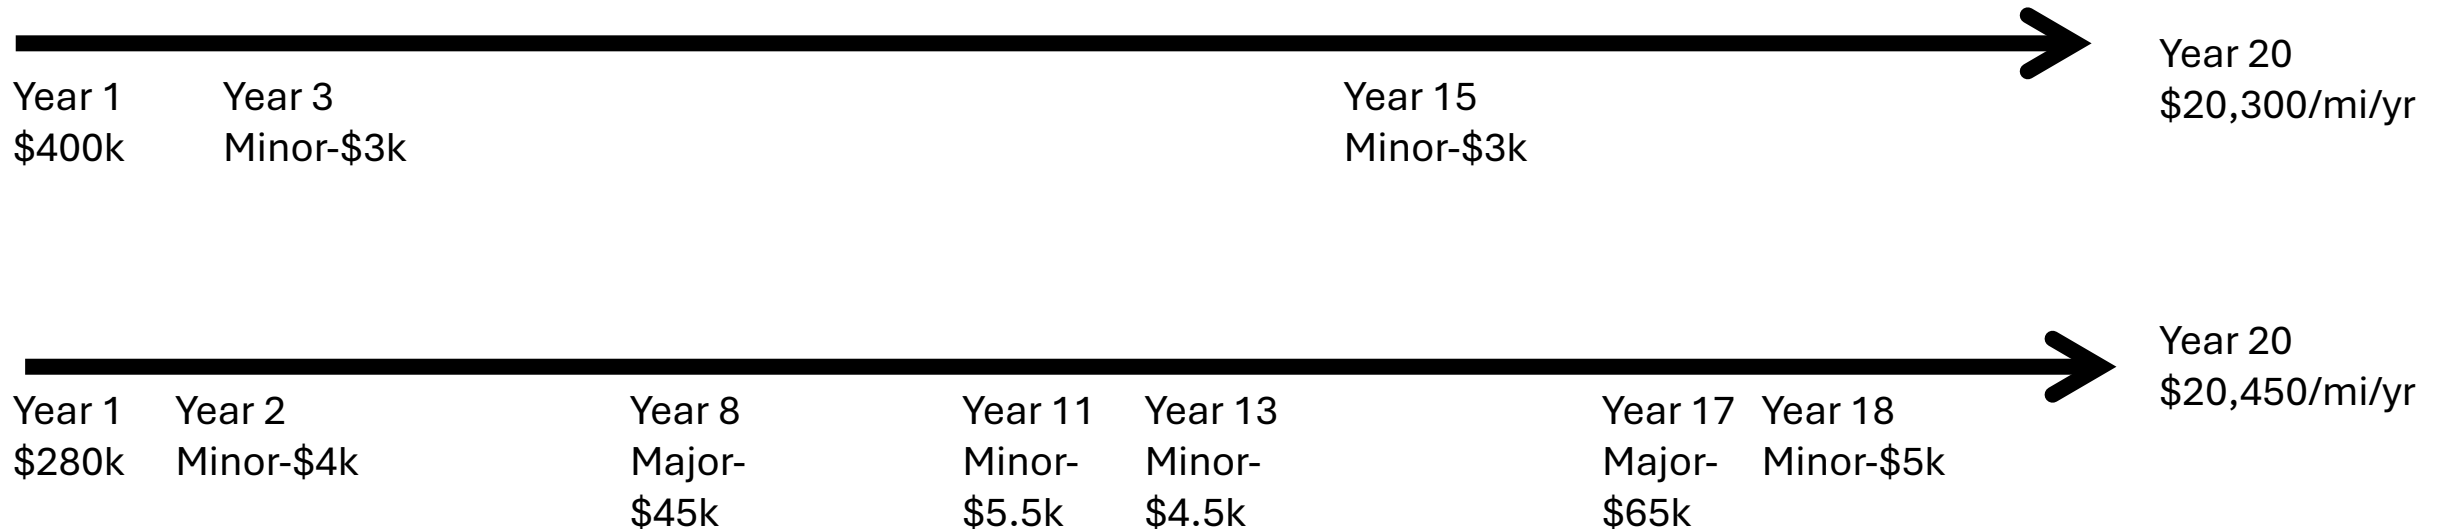 Year 1
$400k
Year 3
Minor-$3k
Year 15
Minor-$3k
Year 20
$20,300/mi/yr
Year 1
$280k
Year 2
Minor-$4k
Year 8
Major-
$45k
Year 11
Minor-
$5.5k
Year 13
Minor-
$4.5k
Year 17
Major-
$65k
Year 18
Minor-$5k
Year 20
$20,450/mi/yr